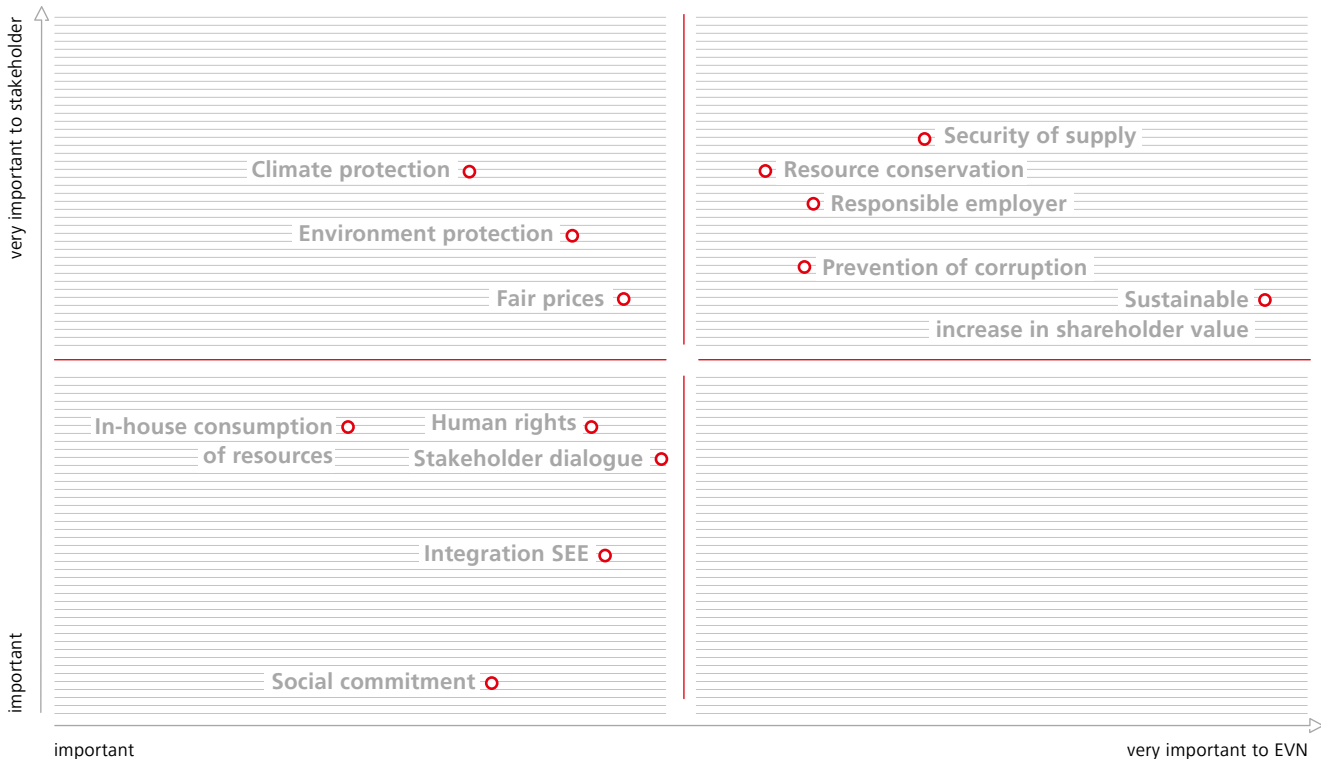 very important to stakeholder
Security of supply
Climate protection
Resource conservation
Responsible employer
Environment protection
Prevention of corruption
Fair prices
Sustainable
increase in shareholder value
In-house consumption
of resources
Human rights
Stakeholder dialogue
Integration SEE
important
Social commitment
important
very important to EVN